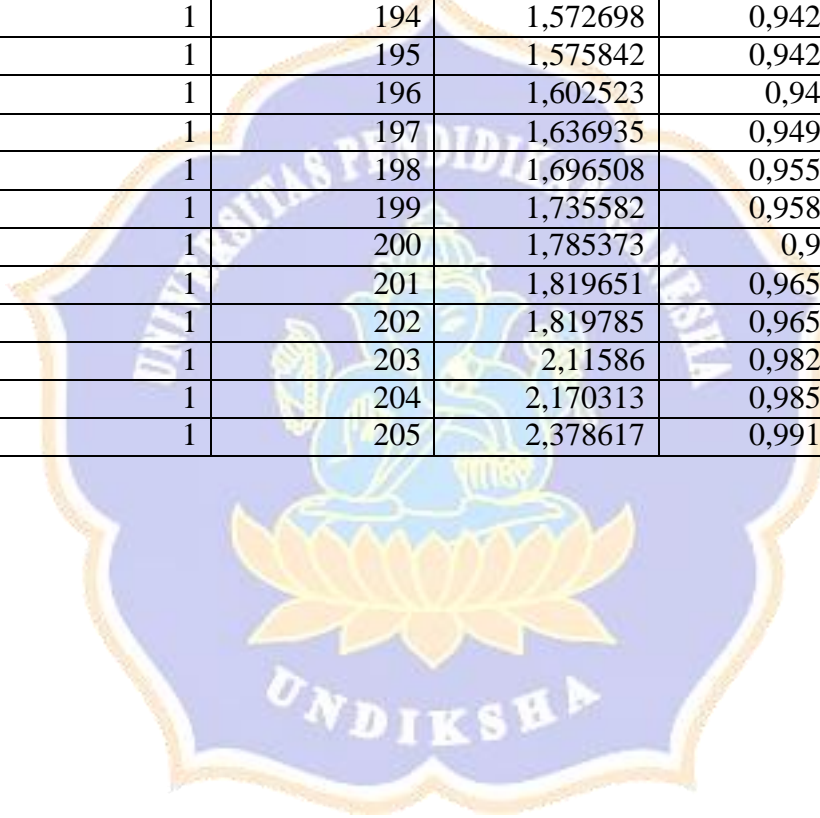 1 194 1,572698 0,942
1 195 1,575842 0,942
1 196 1,602523 0,94
1 197 1,636935 0,949
1 198 1,696508 0,955
1 199 1,735582 0,958
1 200 1,785373 0,9
1 201 1,819651 0,965
1 202 1,819785 0,965
1 203 2,11586 0,982
1 204 2,170313 0,985
1 205 2,378617 0,991
UNIVERSITAS PENDIDIKAN GANESHA
UNDIKSHA